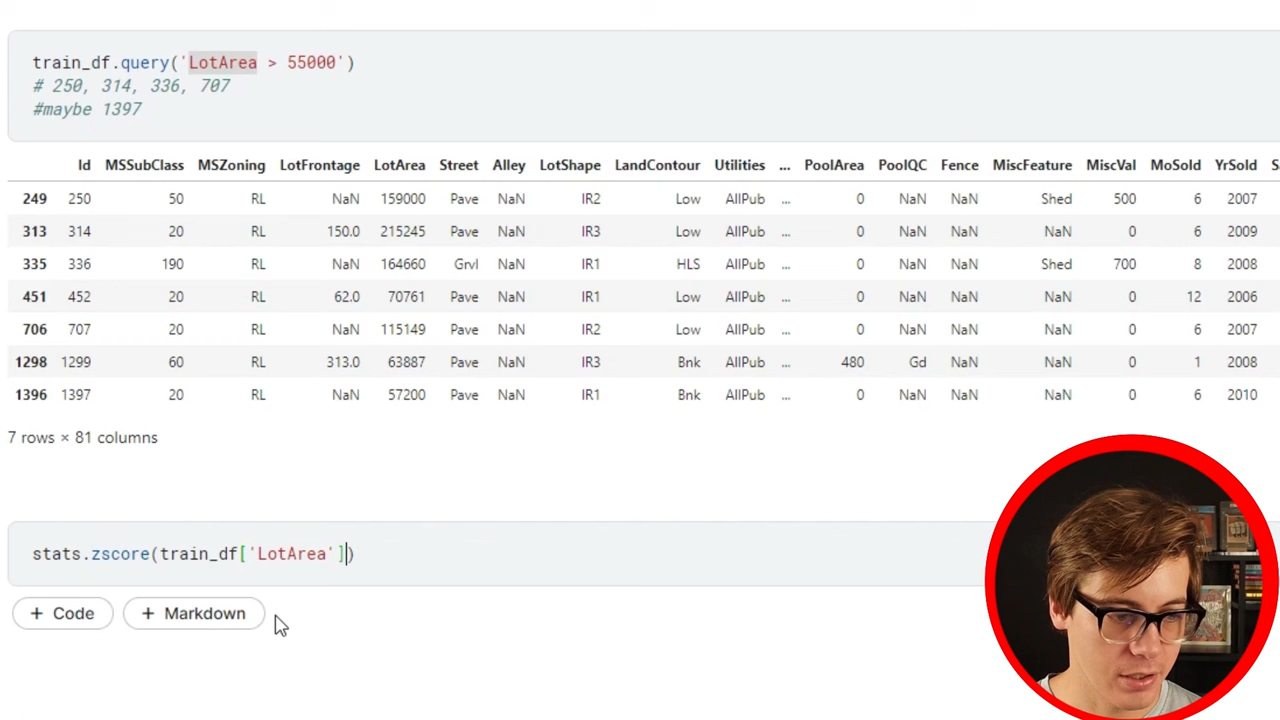 train_df.query('LotArea > 55000')
# 250, 314, 336, 707
#maybe 1397
Id MSSubClass MSZoning LotFrontage LotArea Street Alley LotShape LandContour Utilities ... PoolArea PoolQC Fence MiscFeature MiscVal MoSold YrSold
249 250 50 RL NaN 159000 Pave NaN IR2 Low AllPub ... 0 NaN NaN Shed 500 6 2007
313 314 20 RL 150.0 215245 Pave NaN IR3 Low AllPub ... 0 NaN NaN NaN 0 6 2009
335 336 190 RL NaN 164660 Grvl NaN IR1 HLS AllPub ... 0 NaN NaN Shed 700 8 2008
451 452 20 RL 62.0 70761 Pave NaN IR1 Low AllPub ... 0 NaN NaN NaN 0 12 2006
706 707 20 RL NaN 115149 Pave NaN IR2 Low AllPub ... 0 NaN NaN NaN 0 6 2007
1298 1299 60 RL 313.0 63887 Pave NaN IR3 Bnk AllPub ... 480 Gd NaN NaN 0 1 2008
1396 1397 20 RL NaN 57200 Pave NaN IR1 Bnk AllPub ... 0 NaN NaN NaN 0 6 2010
7 rows × 81 columns
stats.zscore(train_df['LotArea'])
+ Code + Markdown